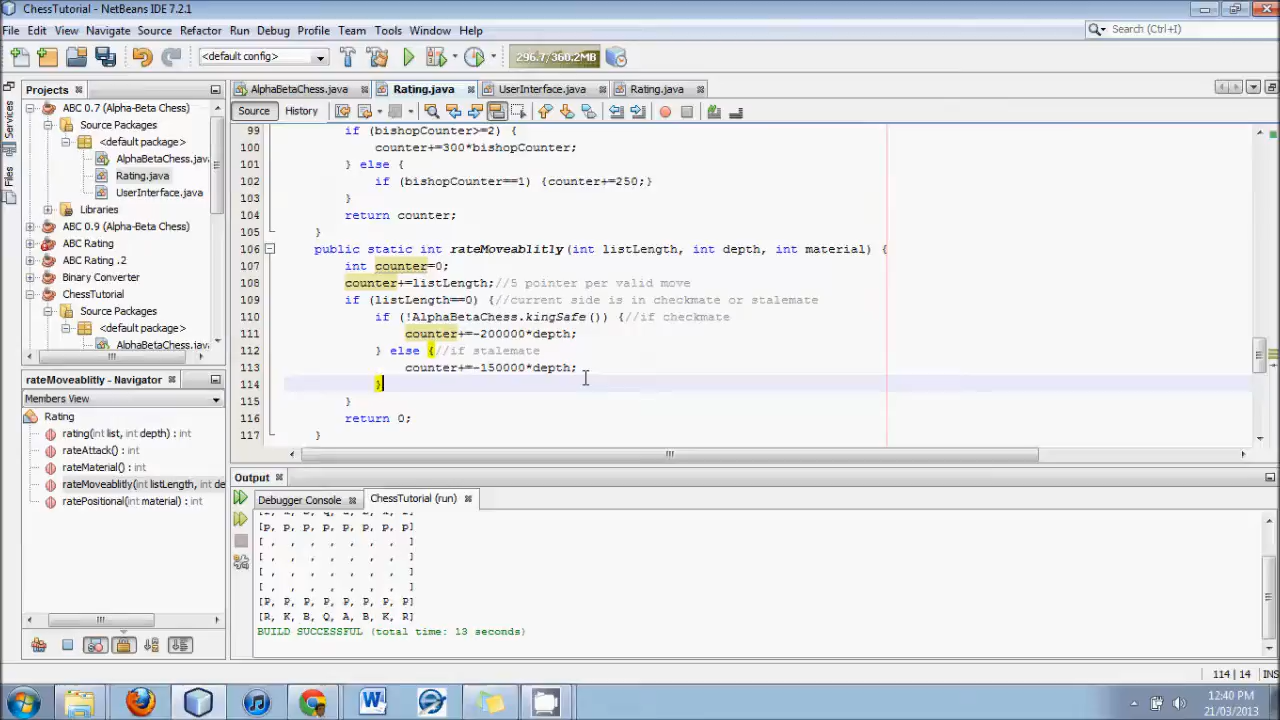 ChessTutorial - NetBeans IDE 7.2.1
File Edit View Navigate Source Refactor Run Debug Profile Team Tools Window Help
Search (Ctrl+I)
<default config>
296.7/360.2MB
Projects
AlphaBetaChess.java Rating.java UserInterface.java Rating.java
Source History
Services
Files
ABC 0.7 (Alpha-Beta Chess)
Source Packages
<default package>
AlphaBetaChess.java
Rating.java
UserInterface.java
Libraries
ABC 0.9 (Alpha-Beta Chess)
ABC Rating
ABC Rating .2
Binary Converter
ChessTutorial
Source Packages
<default package>
AlphaBetaChess.java
99 if (bishopCounter>=2) {
100 counter+=300*bishopCounter;
101 } else {
102 if (bishopCounter==1) {counter+=250;}
103 }
104 return counter;
105 }
106 public static int rateMoveablitly(int listLength, int depth, int material) {
107 int counter=0;
108 counter+=listLength;//5 pointer per valid move
109 if (listLength==0) {//current side is in checkmate or stalemate
110 if (!AlphaBetaChess.kingSafe()) {//if checkmate
111 counter+=-200000*depth;
112 } else {//if stalemate
113 counter+=-150000*depth;
114 }
115 }
116 return 0;
117 }
rateMoveablitly - Navigator
Members View
Rating
rating(int list, int depth) : int
rateAttack() : int
rateMaterial() : int
rateMoveablitly(int listLength, int de
ratePositional(int material) : int
Output
Debugger Console ChessTutorial (run)
[p, p, p, p, p, p, p, p]
[ , , , , , , , ]
[ , , , , , , , ]
[ , , , , , , , ]
[ , , , , , , , ]
[P, P, P, P, P, P, P, P]
[R, K, B, Q, A, B, K, R]
BUILD SUCCESSFUL (total time: 13 seconds)
114 | 14 INS
12:40 PM
21/03/2013